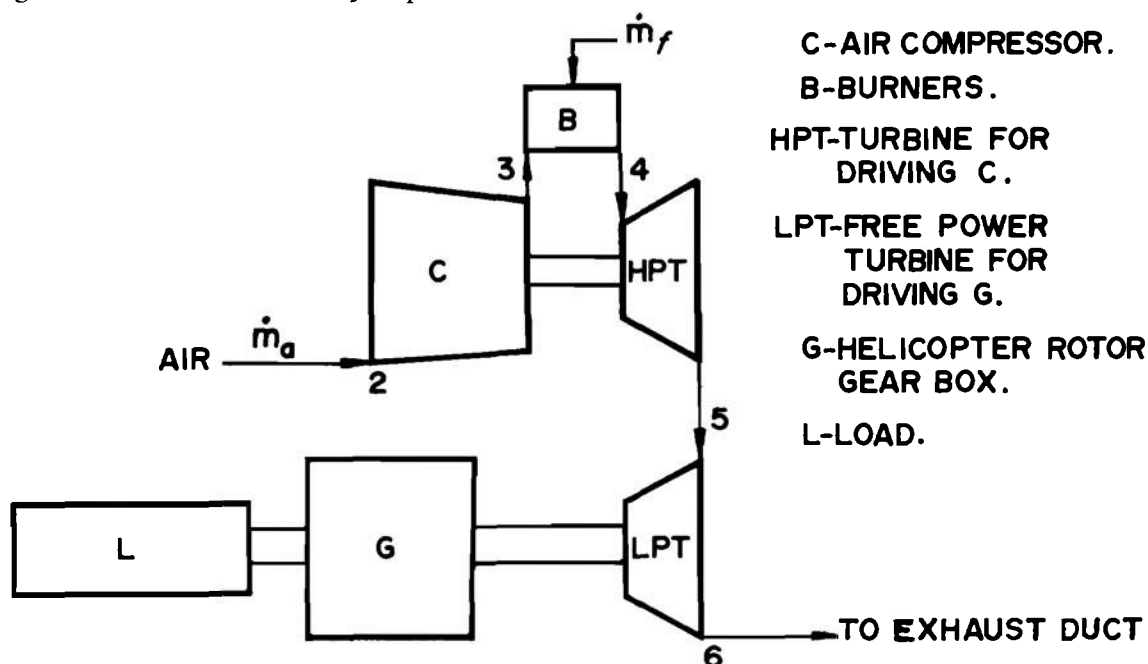 ṁf
C-AIR COMPRESSOR.
B-BURNERS.
B
HPT-TURBINE FOR
DRIVING C.
3
4
LPT-FREE POWER
TURBINE FOR
DRIVING G.
C
HPT
ṁa
AIR
2
G-HELICOPTER ROTOR
GEAR BOX.
5
L-LOAD.
L
G
LPT
TO EXHAUST DUCT
6